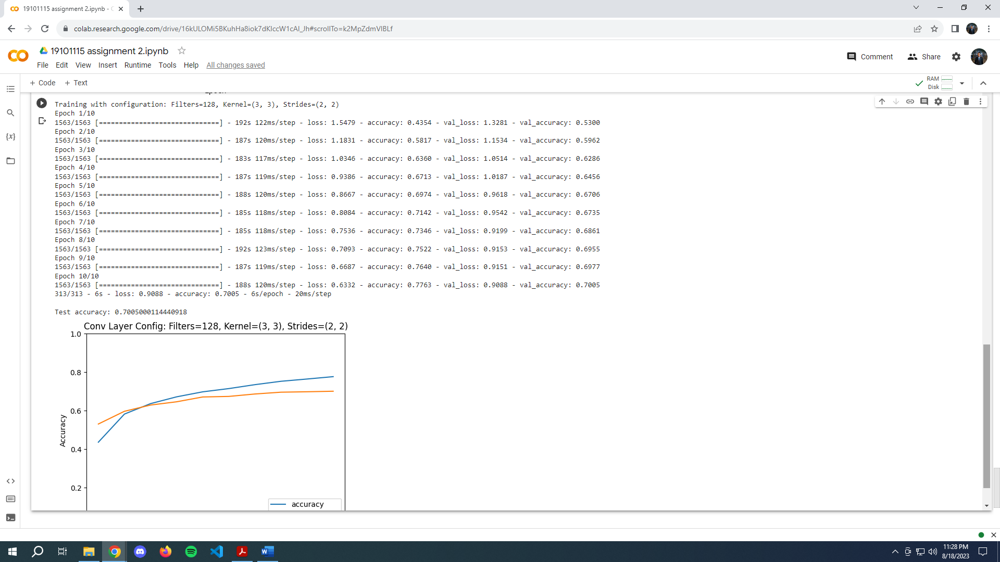 19101115 assignment 2.ipynb - C
colab.research.google.com/drive/16kULOMi5BKuhHa8iok7dKIccW1cAI_Jh#scrollTo=k2MpZdmVIBLf
19101115 assignment 2.ipynb
Comment
Share
File Edit View Insert Runtime Tools Help All changes saved
+ Code + Text
RAM
Disk
Epoch
Training with configuration: Filters=128, Kernel=(3, 3), Strides=(2, 2)
Epoch 1/10
1563/1563 [==============================] - 192s 122ms/step - loss: 1.5479 - accuracy: 0.4354 - val_loss: 1.3281 - val_accuracy: 0.5300
Epoch 2/10
1563/1563 [==============================] - 187s 120ms/step - loss: 1.1831 - accuracy: 0.5817 - val_loss: 1.1534 - val_accuracy: 0.5962
Epoch 3/10
1563/1563 [==============================] - 183s 117ms/step - loss: 1.0346 - accuracy: 0.6360 - val_loss: 1.0514 - val_accuracy: 0.6286
Epoch 4/10
1563/1563 [==============================] - 187s 119ms/step - loss: 0.9386 - accuracy: 0.6713 - val_loss: 1.0187 - val_accuracy: 0.6456
Epoch 5/10
1563/1563 [==============================] - 188s 120ms/step - loss: 0.8667 - accuracy: 0.6974 - val_loss: 0.9618 - val_accuracy: 0.6706
Epoch 6/10
1563/1563 [==============================] - 185s 118ms/step - loss: 0.8084 - accuracy: 0.7142 - val_loss: 0.9542 - val_accuracy: 0.6735
Epoch 7/10
1563/1563 [==============================] - 185s 118ms/step - loss: 0.7536 - accuracy: 0.7346 - val_loss: 0.9199 - val_accuracy: 0.6861
Epoch 8/10
1563/1563 [==============================] - 192s 123ms/step - loss: 0.7093 - accuracy: 0.7522 - val_loss: 0.9153 - val_accuracy: 0.6955
Epoch 9/10
1563/1563 [==============================] - 187s 119ms/step - loss: 0.6687 - accuracy: 0.7640 - val_loss: 0.9151 - val_accuracy: 0.6977
Epoch 10/10
1563/1563 [==============================] - 188s 120ms/step - loss: 0.6332 - accuracy: 0.7763 - val_loss: 0.9088 - val_accuracy: 0.7005
313/313 - 6s - loss: 0.9088 - accuracy: 0.7005 - 6s/epoch - 20ms/step
Test accuracy: 0.7005000114440918
Conv Layer Config: Filters=128, Kernel=(3, 3), Strides=(2, 2)
1.0
0.8
0.6
Accuracy
0.4
0.2
accuracy
11:28 PM
8/18/2023